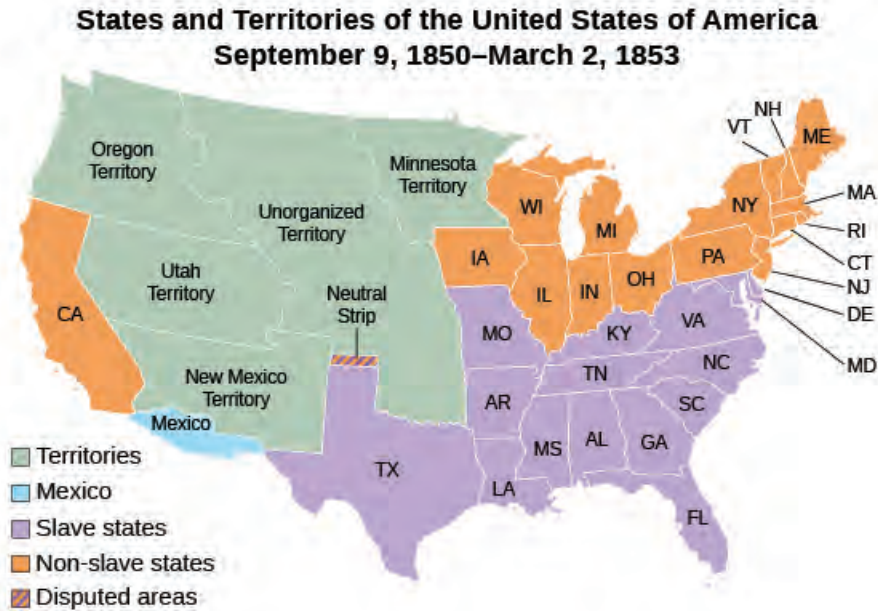 States and Territories of the United States of America
September 9, 1850–March 2, 1853
NH
VT
ME
Oregon
Territory
Minnesota
Territory
MA
WI
NY
Unorganized
Territory
MI
RI
IA
PA
CT
Utah
Territory
OH
NJ
IL
IN
Neutral
Strip
CA
DE
MO
KY
VA
MD
NC
New Mexico
Territory
TN
AR
SC
Mexico
MS
AL
GA
TX
LA
FL
Territories
Mexico
Slave states
Non-slave states
Disputed areas